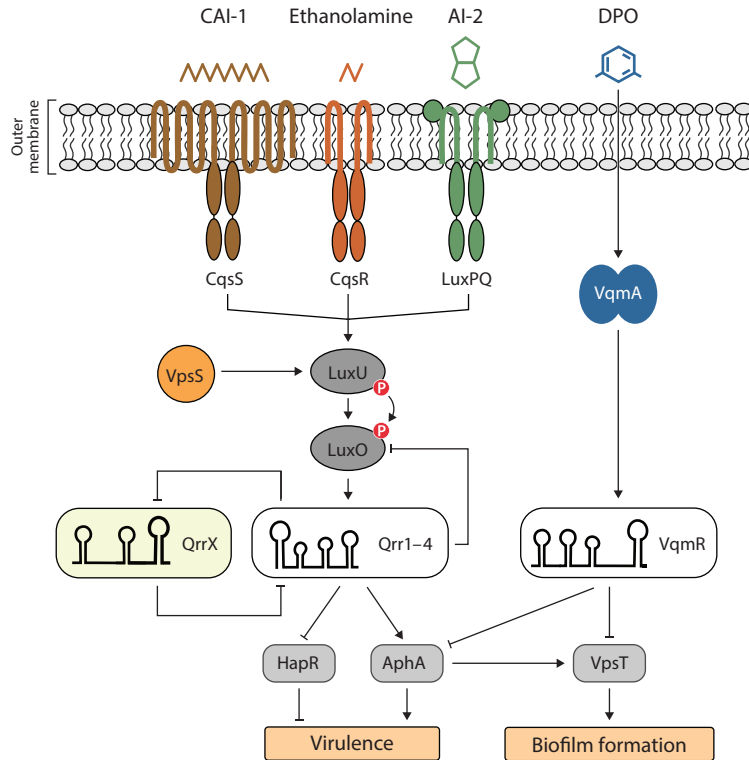 CAI-1 Ethanolamine AI-2 DPO
Outer
membrane
CqsS CqsR LuxPQ
VqmA
VpsS LuxU
P
P
LuxO
QrrX Qrr1–4 VqmR
HapR AphA VpsT
Virulence Biofilm formation